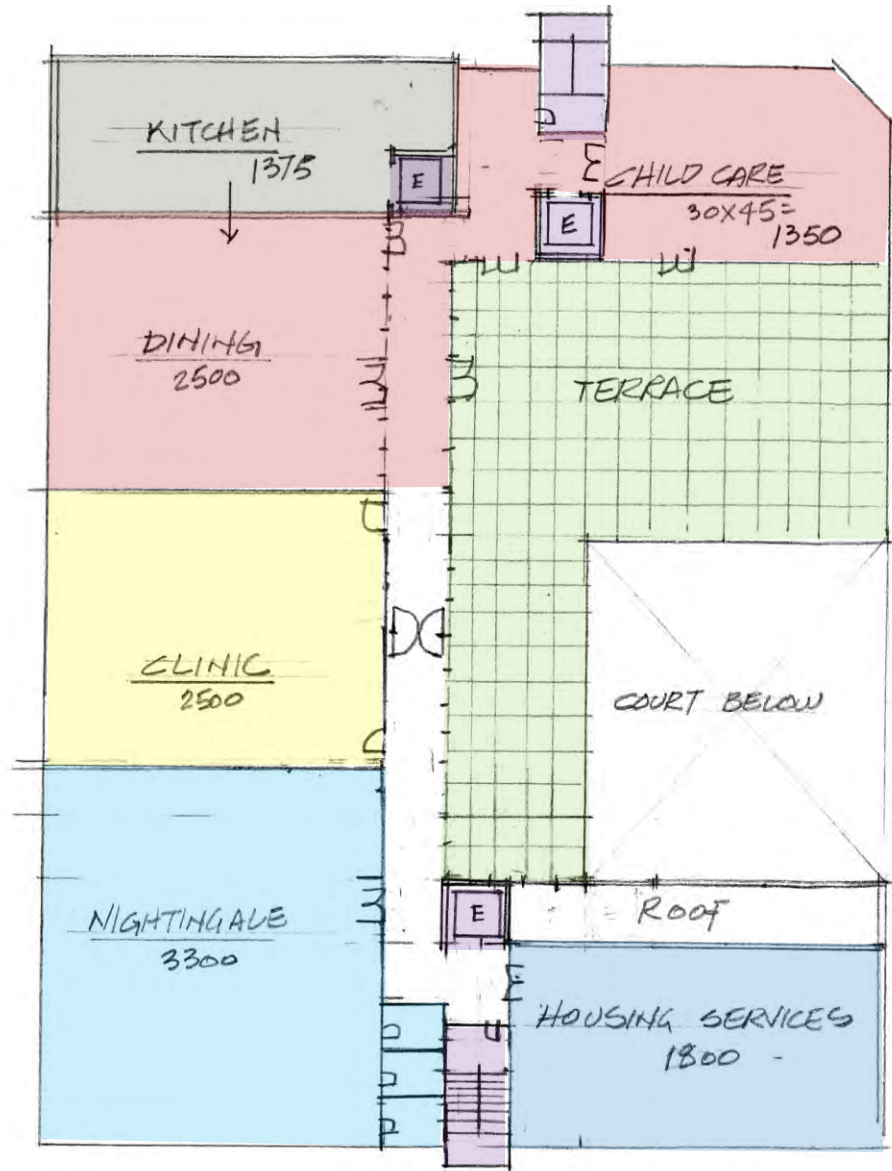 KITCHEN
1375
E
CHILD CARE
30X45=
1350
E
DINING
2500
TERRACE
CLINIC
2500
COURT BELOW
NIGHTINGALE
3300
E
ROOF
HOUSING SERVICES
1800